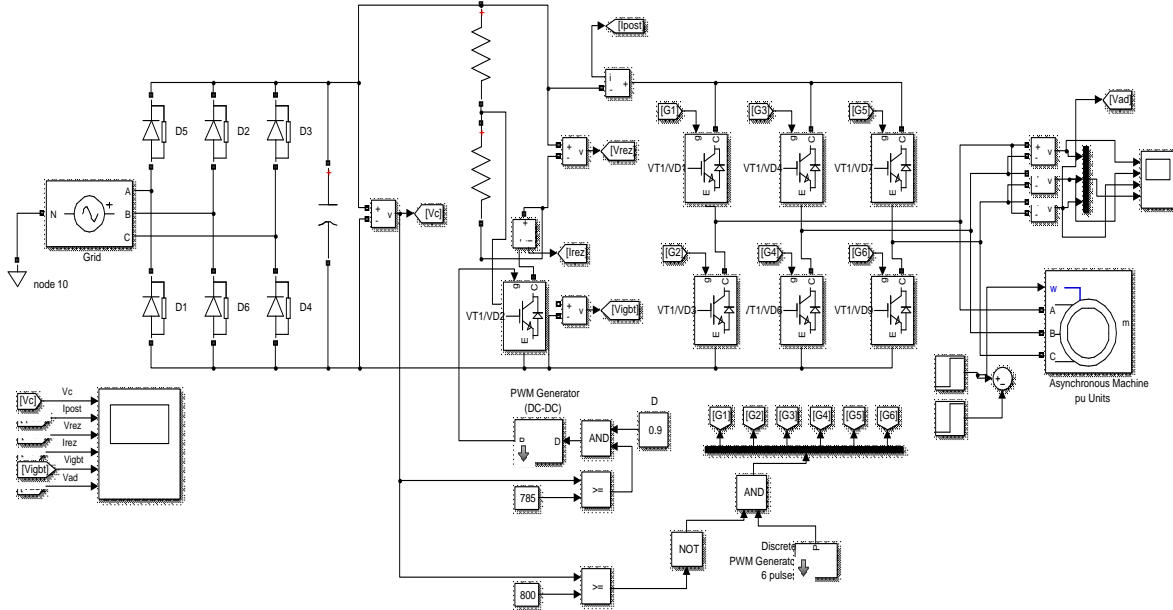 [Ipost]
i
+
-
[G1]
[G3]
[G5]
[Vad]
D5
D2
D3
g
C
g
C
g
C
+
-
v
[Vrez]
VT1/VD1
VT1/VD4
VT1/VD7
E
E
E
N
A
B
C
+
Grid
node 10
+
-
v
[Vc]
[Irez]
[G2]
[G4]
[G6]
D1
D6
D4
VT1/VD2
g
C
E
+
-
v
[Vigbt]
VT1/VD3
/T1/VD6
VT1/VD9
g
C
g
C
g
C
E
E
E
w
A
B
C
m
Asynchronous Machine
pu Units
Vc
[Vc]
Ipost
Vrez
Irez
Vigbt
[Vigbt]
Vad
PWM Generator
(DC-DC)
D
P
D
AND
0.9
[G1]
[G2]
[G3]
[G4]
[G5]
[G6]
785
>=
AND
NOT
Discrete
PWM Generato
6 pulse
P
800
>=